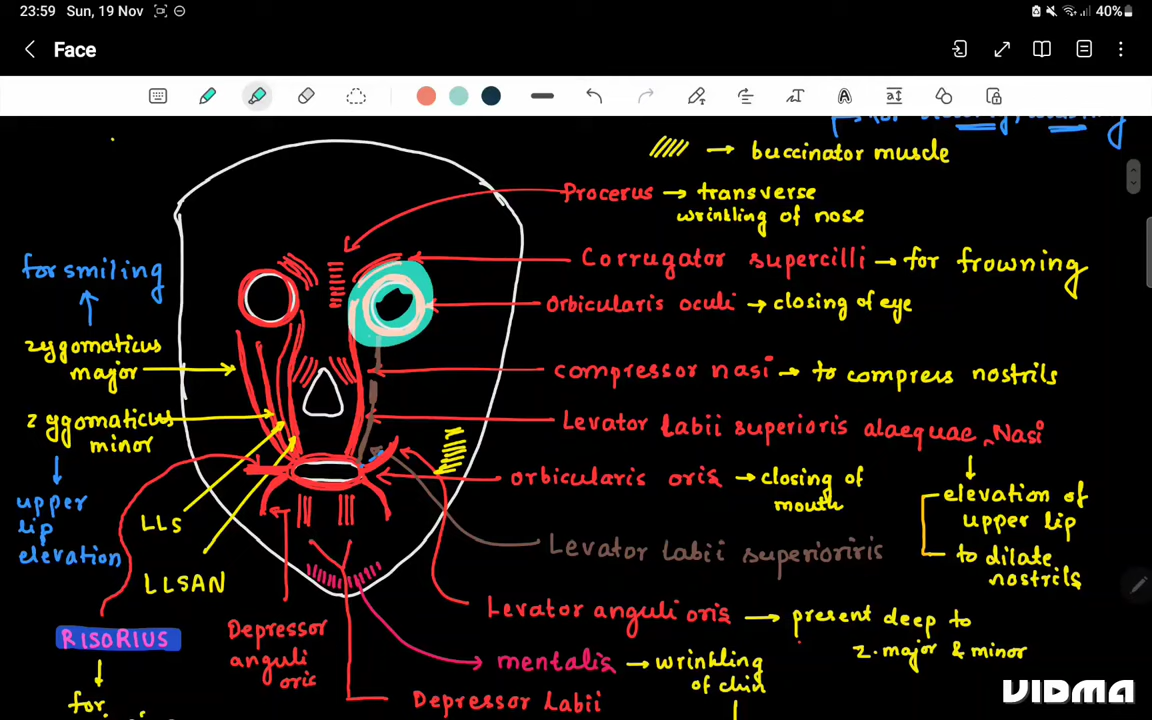 23:59 Sun, 19 Nov
40%
Face
buccinator muscle
Procerus → transverse
wrinkling of nose
Corrugator supercilli → for frowning
for smiling
Orbicularis oculi → closing of eye
zygomaticus
major
compressor nasi → to compress nostrils
zygomaticus
minor
Levator labii superioris alaequae Nasi
orbicularis oris → closing of
mouth
elevation of
upper lip
upper
lip
elevation
LLS
Levator labii superioriris
to dilate
nostrils
LLSAN
Levator anguli oris → present deep to
z. major & minor
RISORIUS
Depressor
anguli
oris
mentalis → wrinkling
of chin
Depressor Labii
for
VIDMA